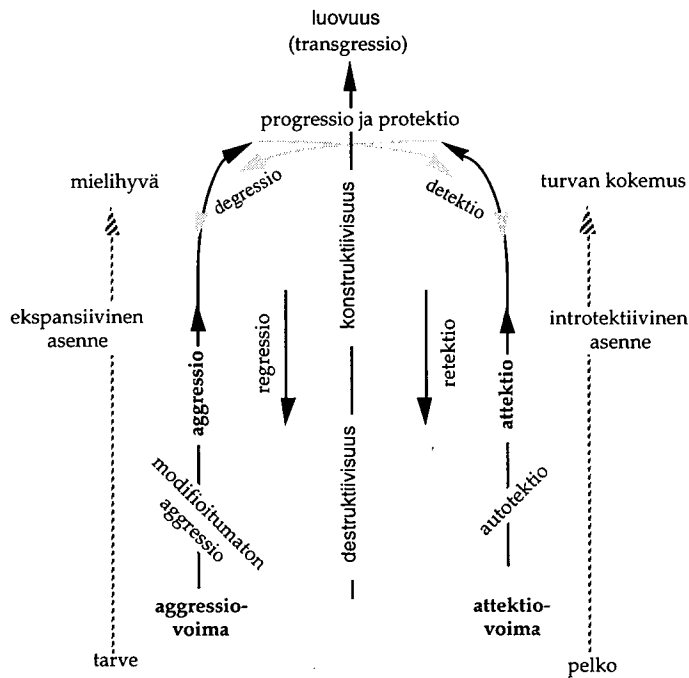 luovuus
(transgressio)
progressio ja protektio
mielihyvä
degressio
detektio
turvan kokemus
konstruktiivisuus
ekspansiivinen
asenne
introtektiivinen
asenne
aggressio
regressio
retektio
attektio
modifioitumaton
aggressio
destruktiivisuus
autotektio
aggressio-
voima
attektio-
voima
tarve
pelko